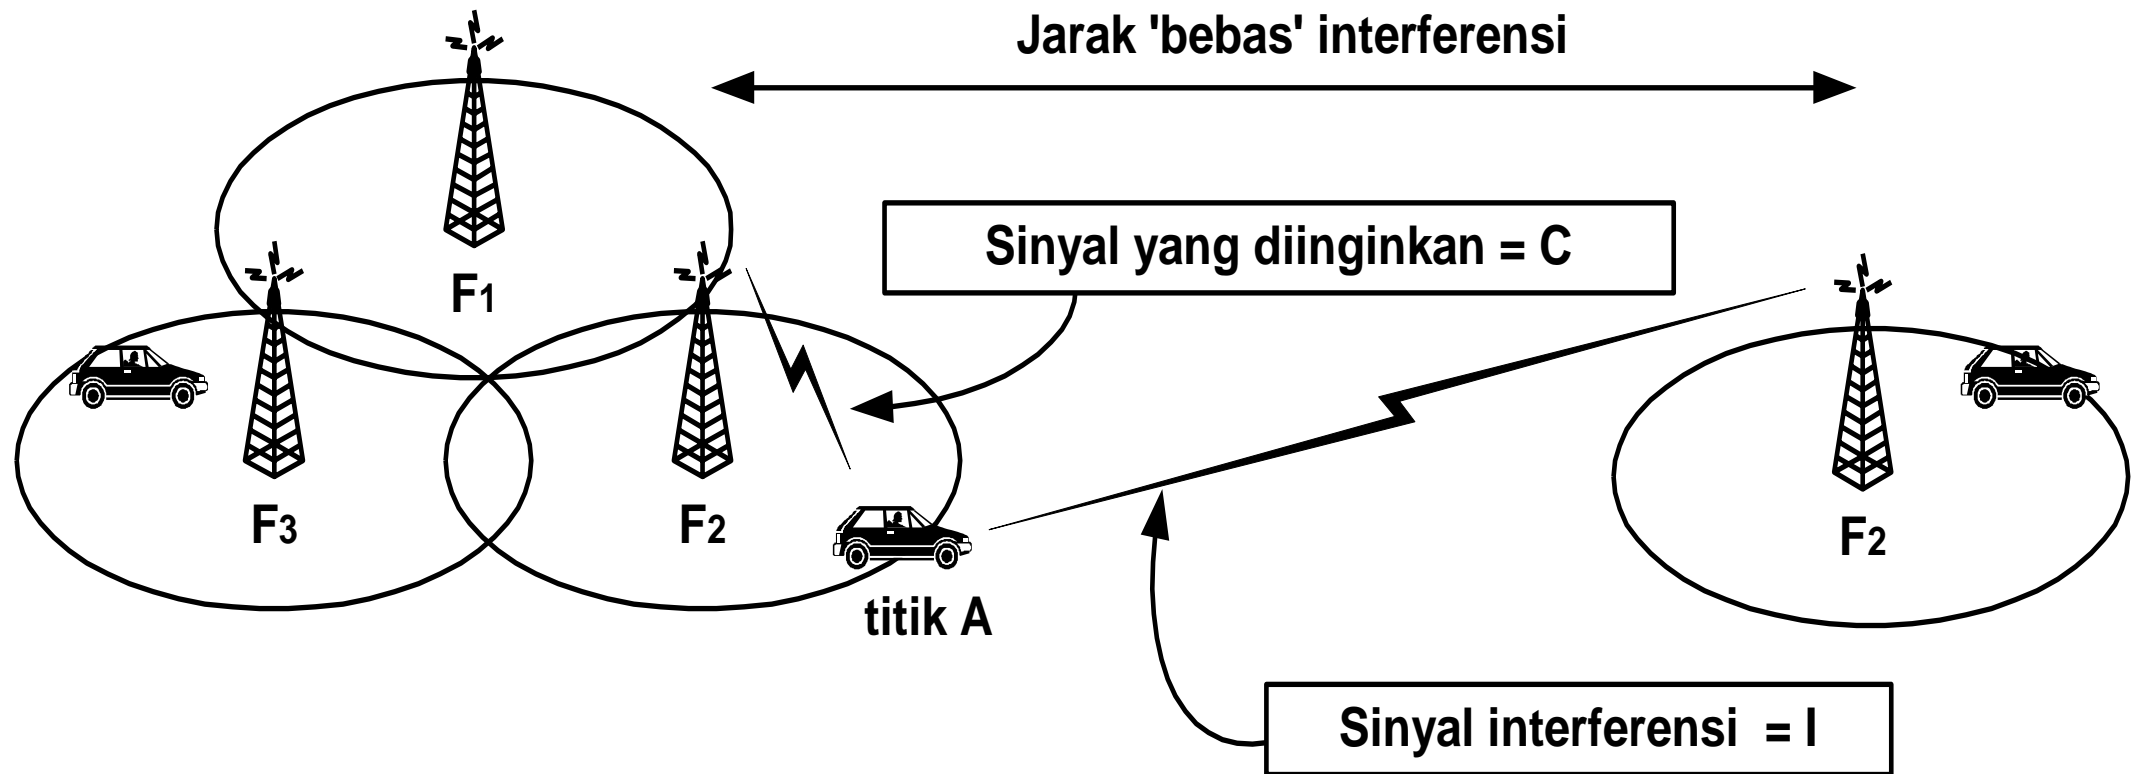 Jarak 'bebas' interferensi
Sinyal yang diinginkan = C
F1
F3
F2
F2
titik A
Sinyal interferensi = I